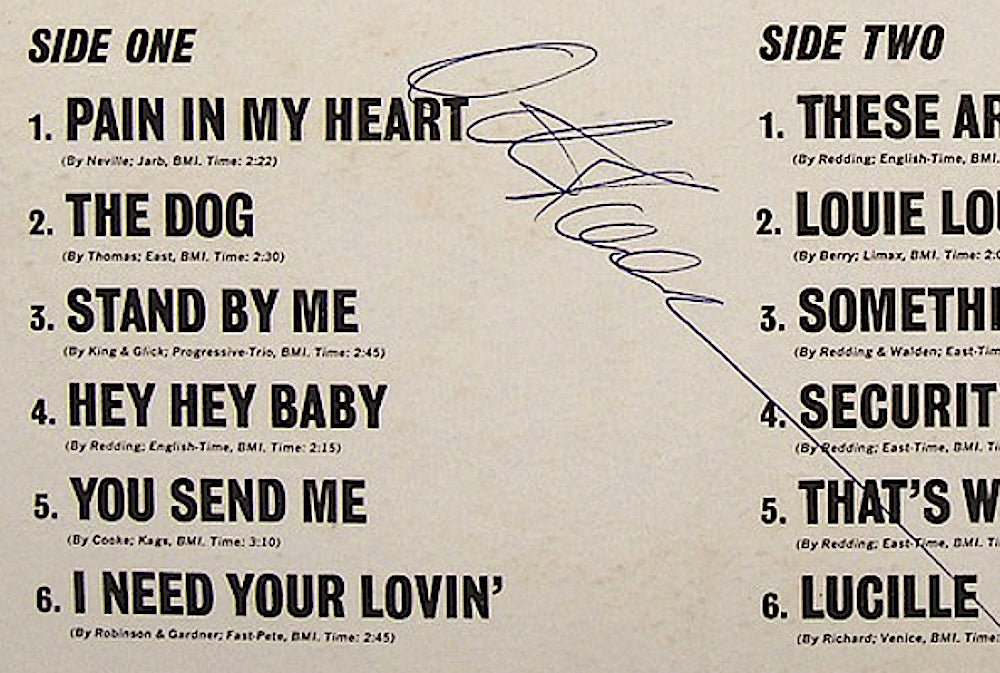 SIDE ONE
1. PAIN IN MY HEART
(By Neville; Jarb, BMI. Time: 2:22)
2. THE DOG
(By Thomas; East, BMI. Time: 2:30)
3. STAND BY ME
(By King & Glick; Progressive-Trio, BMI. Time: 2:45)
4. HEY HEY BABY
(By Redding; English-Time, BMI. Time: 2:15)
5. YOU SEND ME
(By Cooke; Kags, BMI. Time: 3:10)
6. I NEED YOUR LOVIN'
(By Robinson & Gardner; Fast-Pete, BMI. Time: 2:45)
SIDE TWO
1. THESE AR
(By Redding; English-Time, BMI.
2. LOUIE LOU
(By Berry; Limax, BMI. Time: 2:0
3. SOMETHI
(By Redding & Walden; East-Tim
4. SECURIT
(By Redding; East-Time, BMI. Ti
5. THAT'S W
(By Redding; East-Time, BMI. Ti
6. LUCILLE
(By Richard; Venice, BMI. Time: